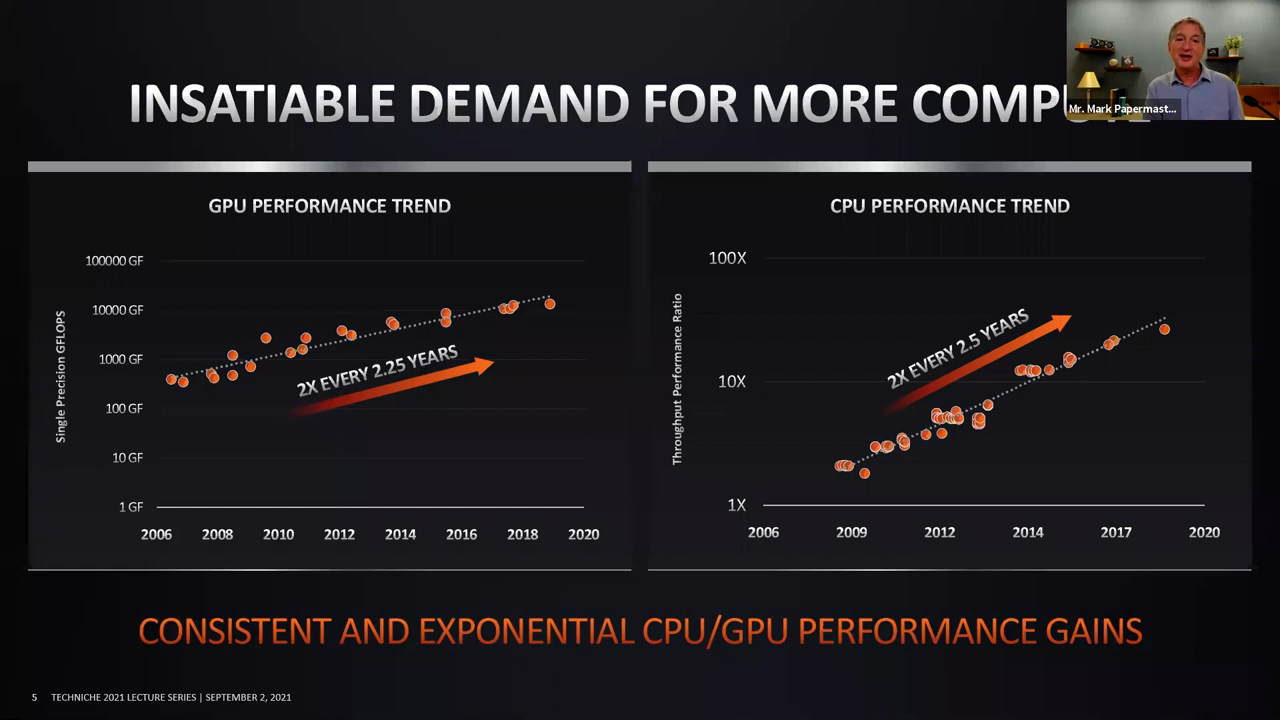 INSATIABLE DEMAND FOR MORE
Mr. Mark Papermast...
GPU PERFORMANCE TREND
Single Precision GFLOPS
100000 GF
10000 GF
1000 GF
100 GF
10 GF
1 GF
2X EVERY 2.25 YEARS
2006 2008 2010 2012 2014 2016 2018 2020
CPU PERFORMANCE TREND
Throughput Performance Ratio
100X
10X
1X
2X EVERY 2.5 YEARS
2006 2009 2012 2014 2017 2020
CONSISTENT AND EXPONENTIAL CPU/GPU PERFORMANCE GAINS
5 TECHNICHE 2021 LECTURE SERIES | SEPTEMBER 2, 2021